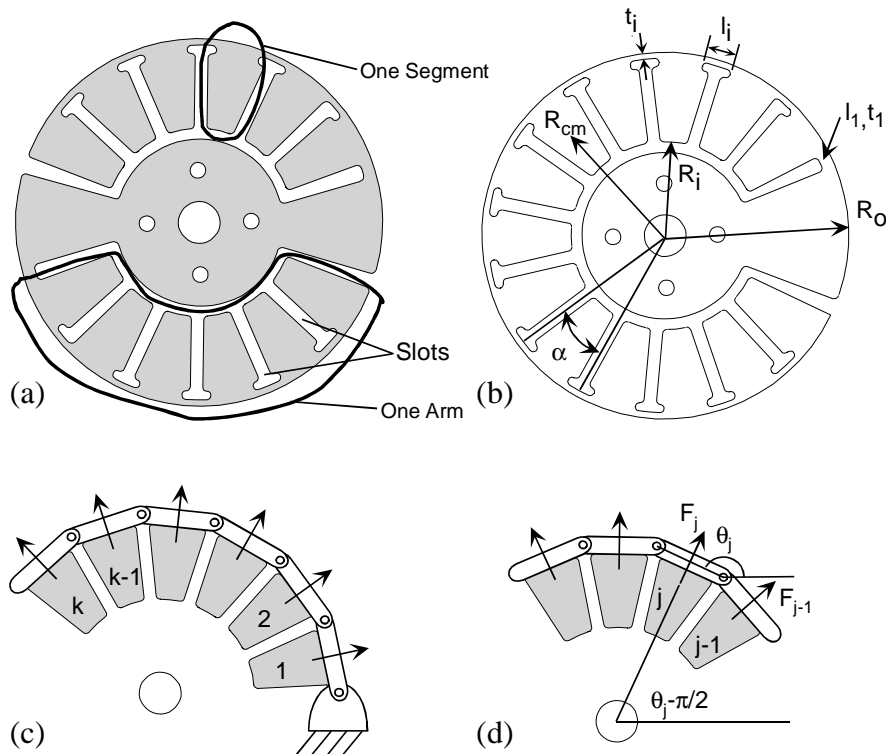 One Segment
Slots
One Arm
(a)
t_i
l_i
R_cm
R_i
l_1,t_1
R_o
α
(b)
k
k-1
2
1
(c)
F_j
θ_j
F_j-1
j
j-1
θ_j-π/2
(d)